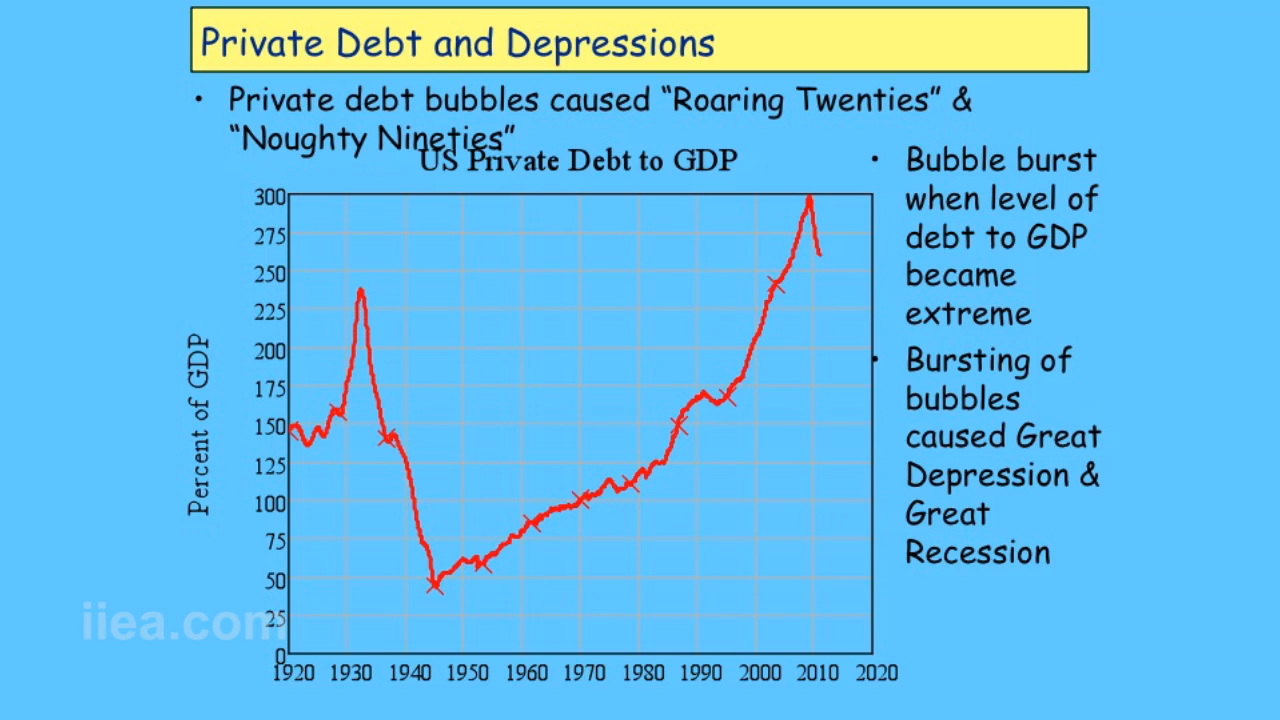 Private Debt and Depressions
• Private debt bubbles caused “Roaring Twenties” &
“Noughty Nineties”
US Private Debt to GDP
• Bubble burst
when level of
debt to GDP
became
extreme
• Bursting of
bubbles
caused Great
Depression &
Great
Recession
Percent of GDP
300
275
250
225
200
175
150
125
100
75
50
25
0
1920 1930 1940 1950 1960 1970 1980 1990 2000 2010 2020
iiea.com